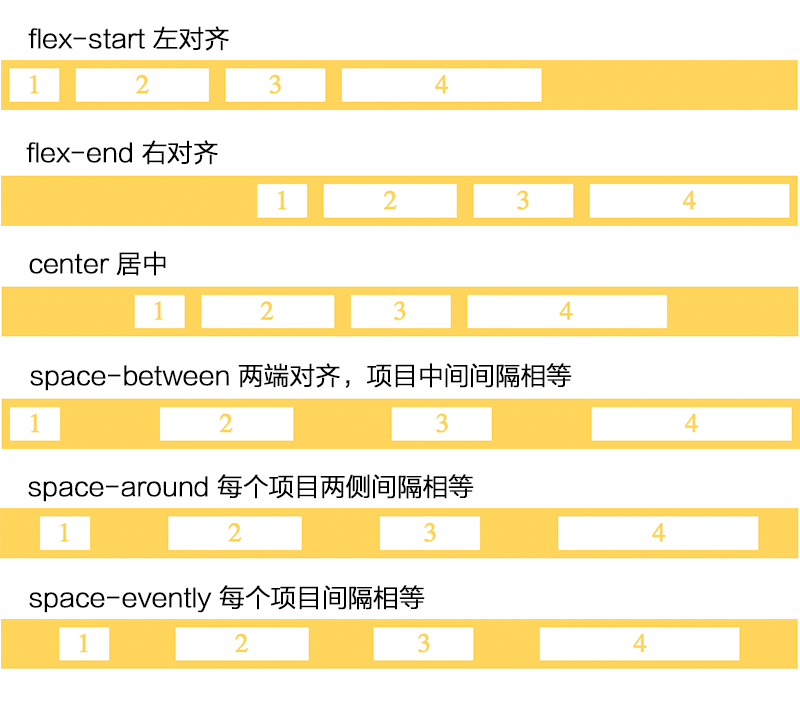 flex-start 左对齐
1 2 3 4
flex-end 右对齐
1 2 3 4
center 居中
1 2 3 4
space-between 两端对齐，项目中间间隔相等
1 2 3 4
space-around 每个项目两侧间隔相等
1 2 3 4
space-evently 每个项目间隔相等
1 2 3 4